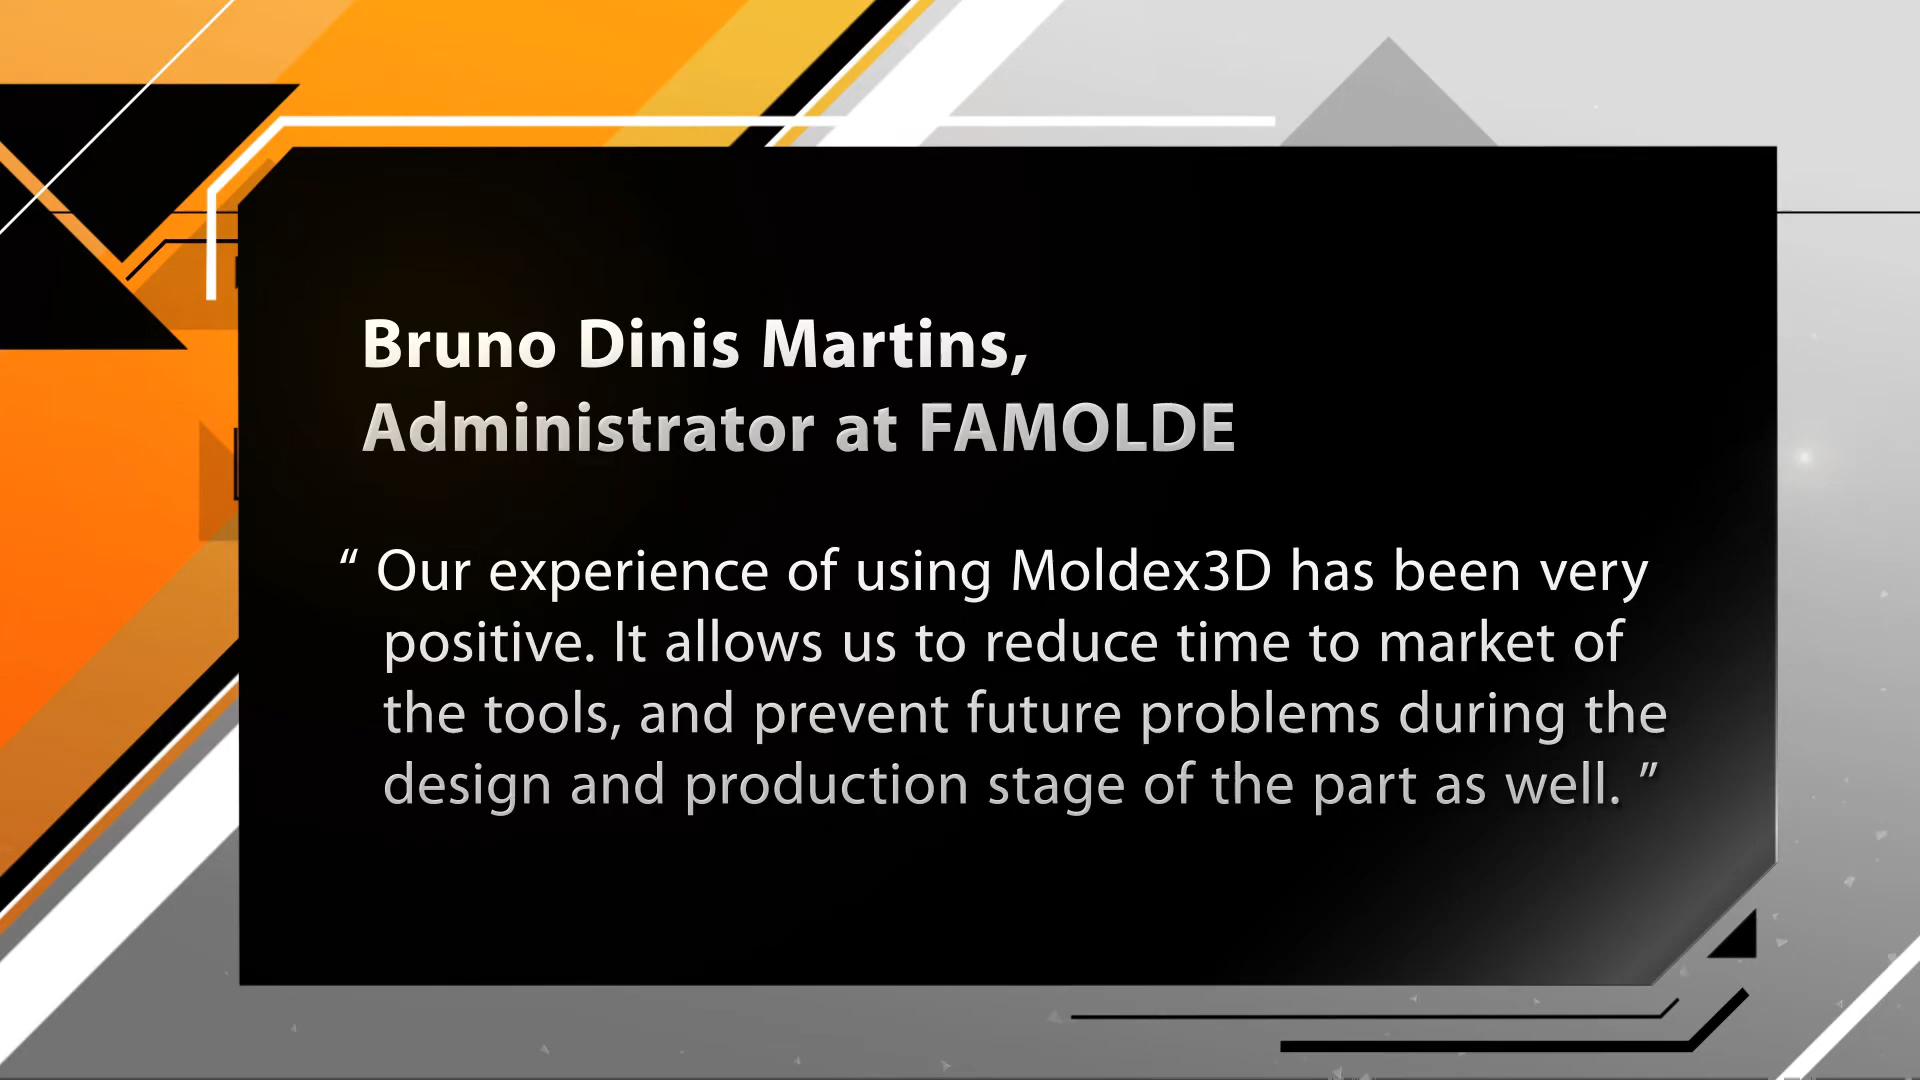 Bruno Dinis Martins,
Administrator at FAMOLDE
“ Our experience of using Moldex3D has been very
positive. It allows us to reduce time to market of
the tools, and prevent future problems during the
design and production stage of the part as well. ”